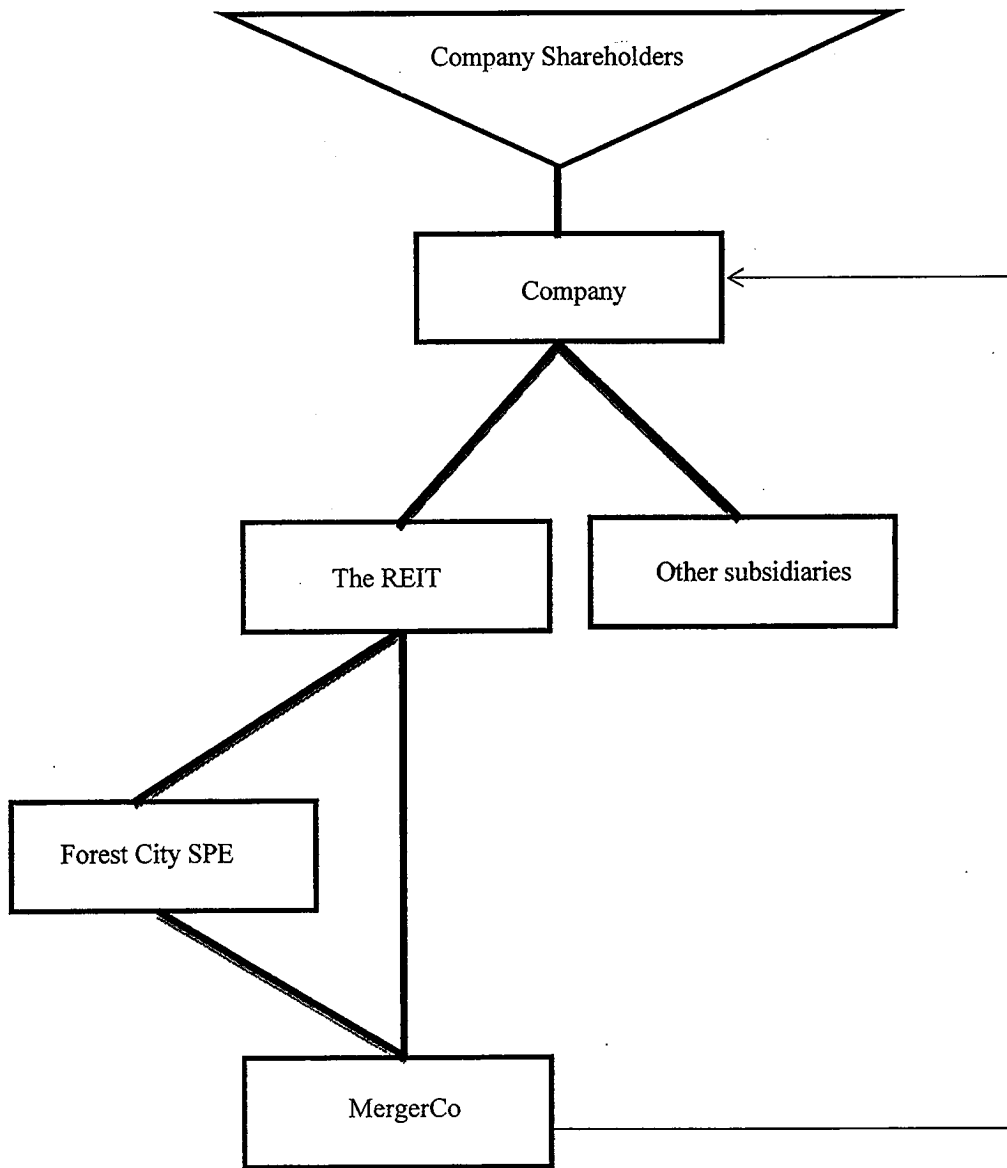 Company Shareholders
Company
The REIT
Other subsidiaries
Forest City SPE
MergerCo